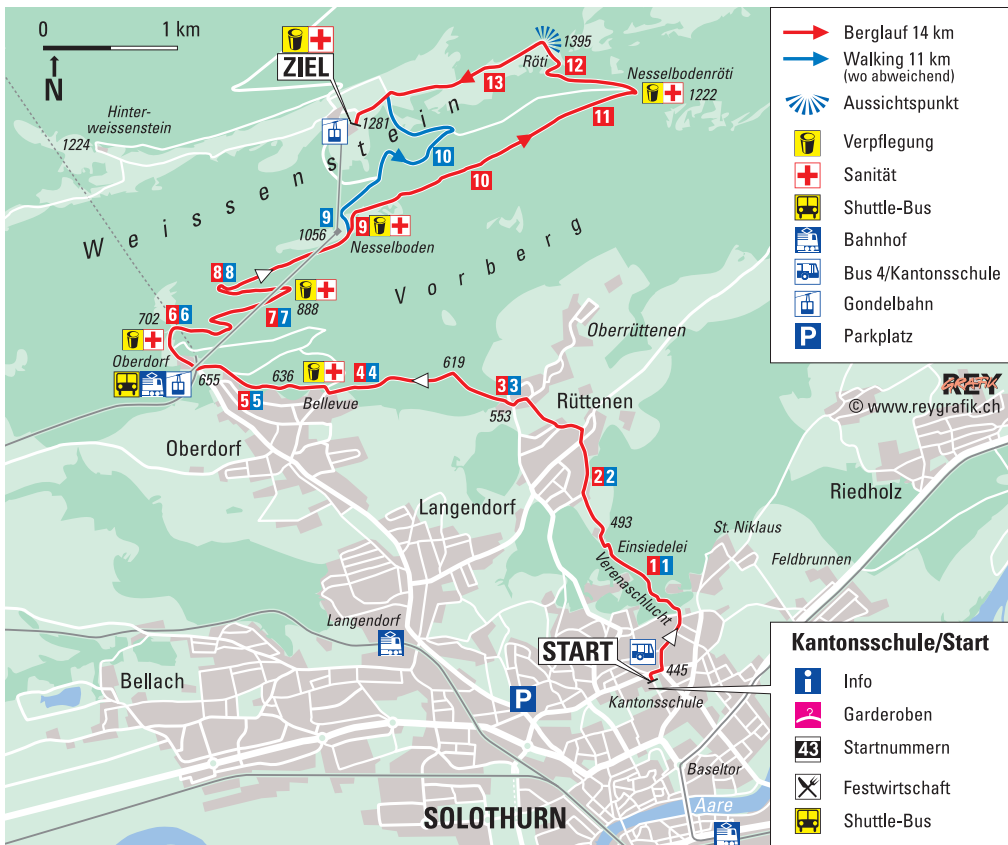 0 1 km
N
ZIEL
1395
Röti
12
13
Nesselbodenröti
1222
11
Hinter-
weissenstein
1224
1281
10
10
Weissenstein
9
1056
9
Nesselboden
Vorberg
8 8
888
7 7
702
6 6
Oberdorf
655
636
5 5
Bellevue
4 4
619
3 3
553
Oberrüttenen
Rüttenen
Oberdorf
2 2
Langendorf
493
Einsiedelei
1 1
Verenaschlucht
St. Niklaus
Feldbrunnen
Riedholz
Langendorf
START
445
Kantonsschule
Bellach
P
Baseltor
Aare
SOLOTHURN
Berglauf 14 km
Walking 11 km
(wo abweichend)
Aussichtspunkt
Verpflegung
Sanität
Shuttle-Bus
Bahnhof
Bus 4/Kantonsschule
Gondelbahn
P Parkplatz
REY
GRAFIK
© www.reygrafik.ch
Kantonsschule/Start
i Info
Garderoben
43 Startnummern
Festwirtschaft
Shuttle-Bus